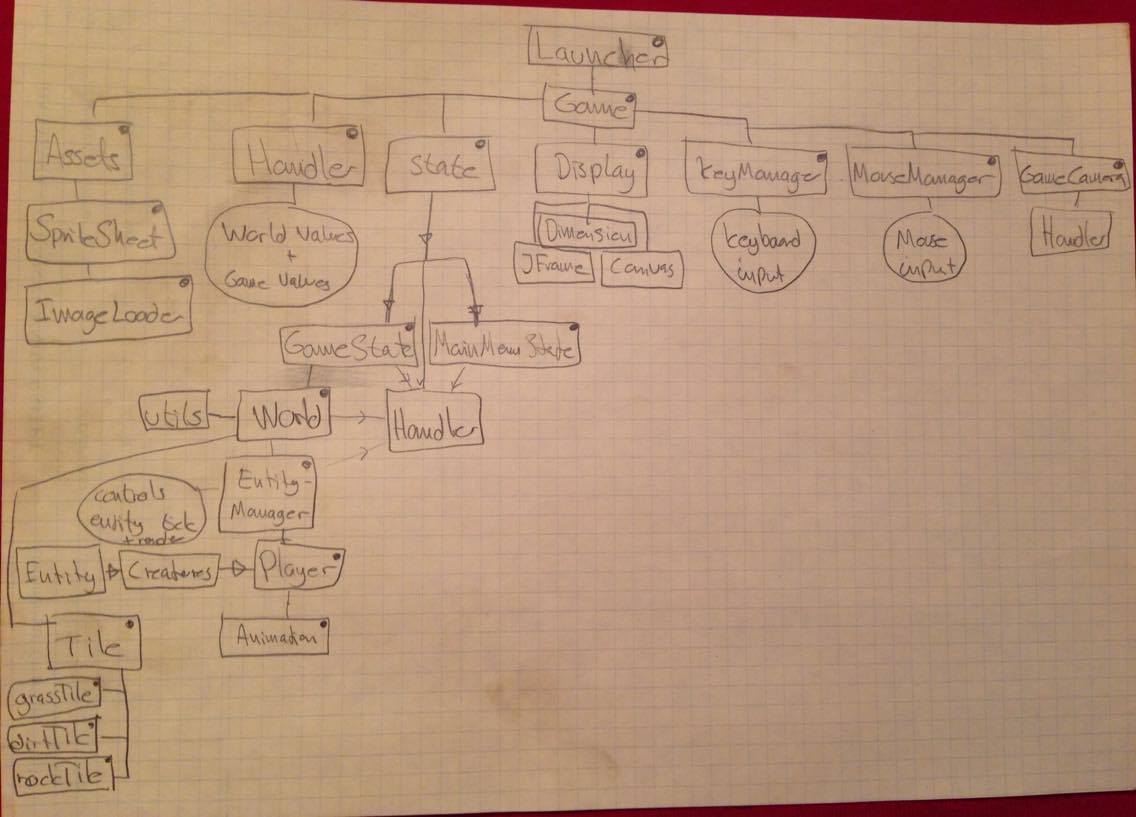 Launcher
Game
Assets
Handler
State
Display
KeyManager
MouseManager
GameCamera
SpriteSheet
World Values
+
Game Values
Dimension
JFrame
Canvas
keyboard
input
Mouse
input
Handler
ImageLoader
GameState
MainMenuState
utils
World
Handler
Entity-
Manager
controls
entity tick
+ render
Entity
Creatures
Player
Tile
Animation
grassTile
dirtTile
rockTile